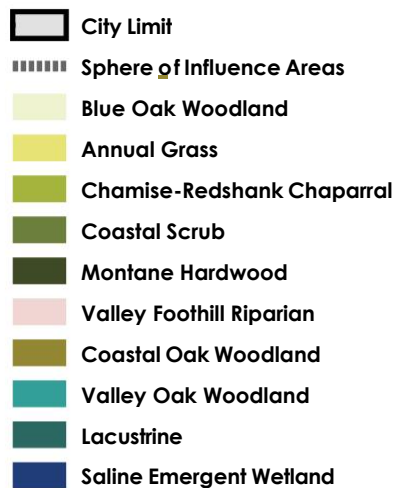 City Limit
Sphere of Influence Areas
Blue Oak Woodland
Annual Grass
Chamise-Redshank Chaparral
Coastal Scrub
Montane Hardwood
Valley Foothill Riparian
Coastal Oak Woodland
Valley Oak Woodland
Lacustrine
Saline Emergent Wetland